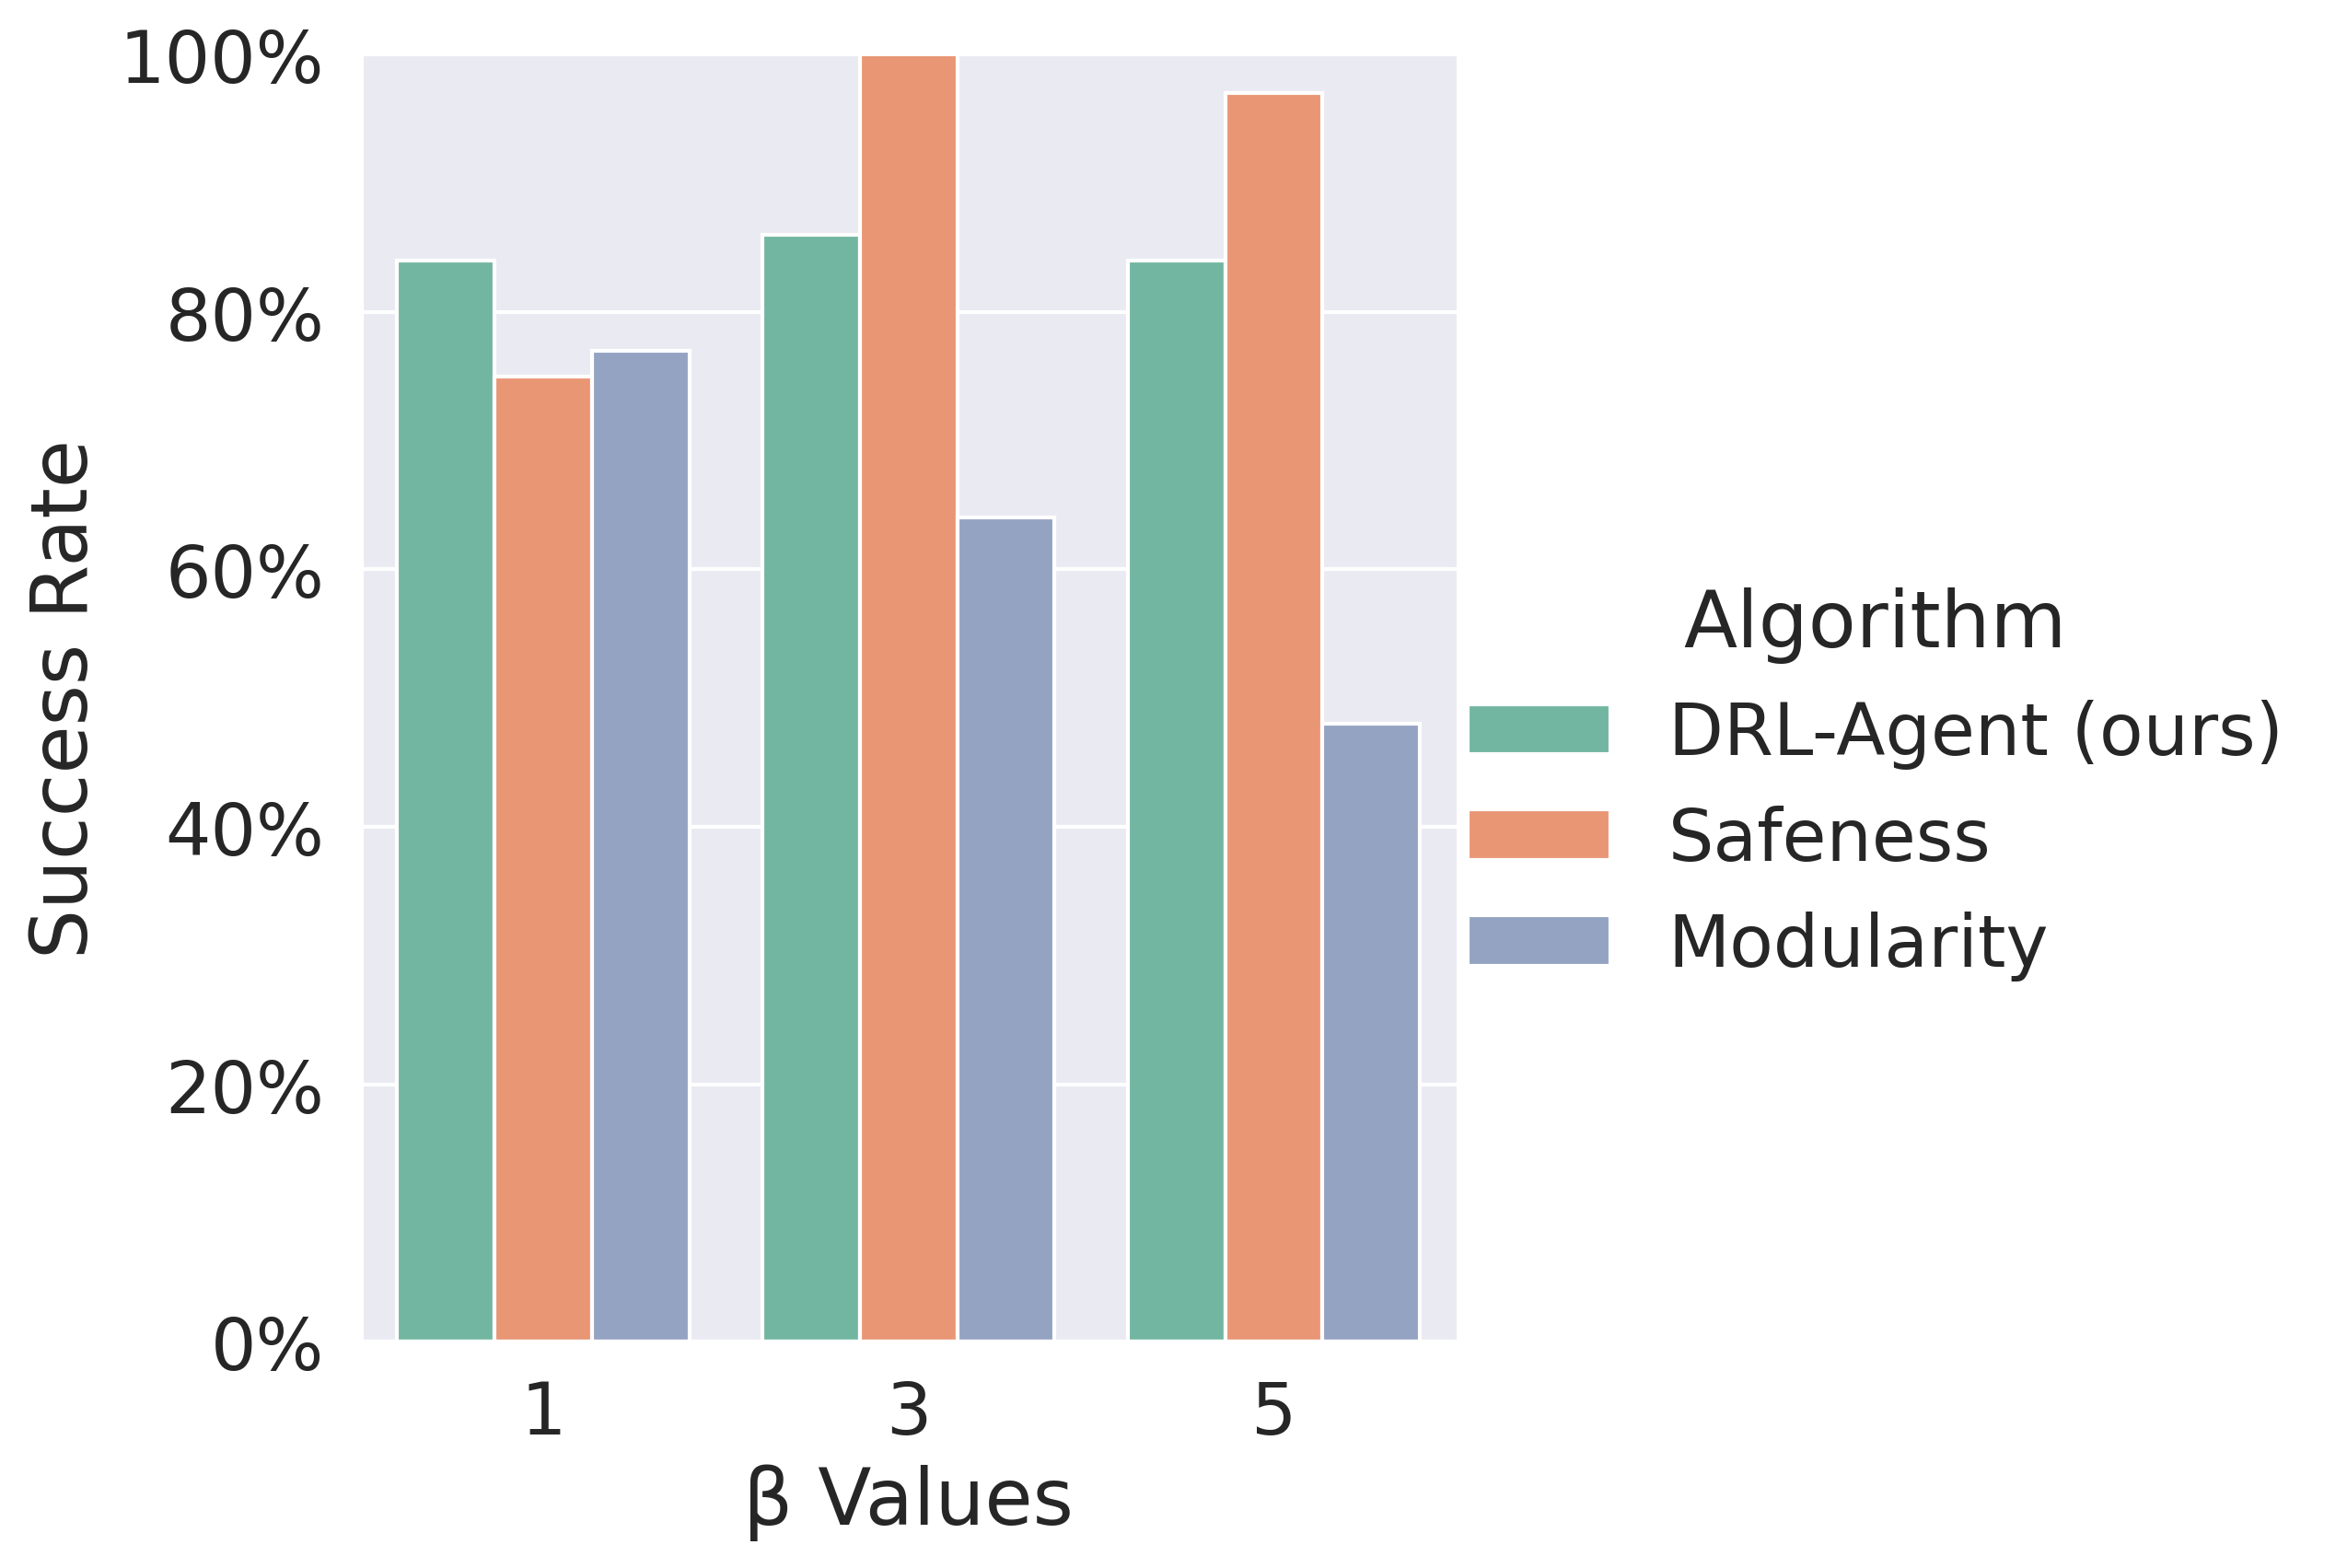 100%
80%
60%
40%
20%
0%
Success Rate
1 3 5
β Values
Algorithm
DRL-Agent (ours)
Safeness
Modularity